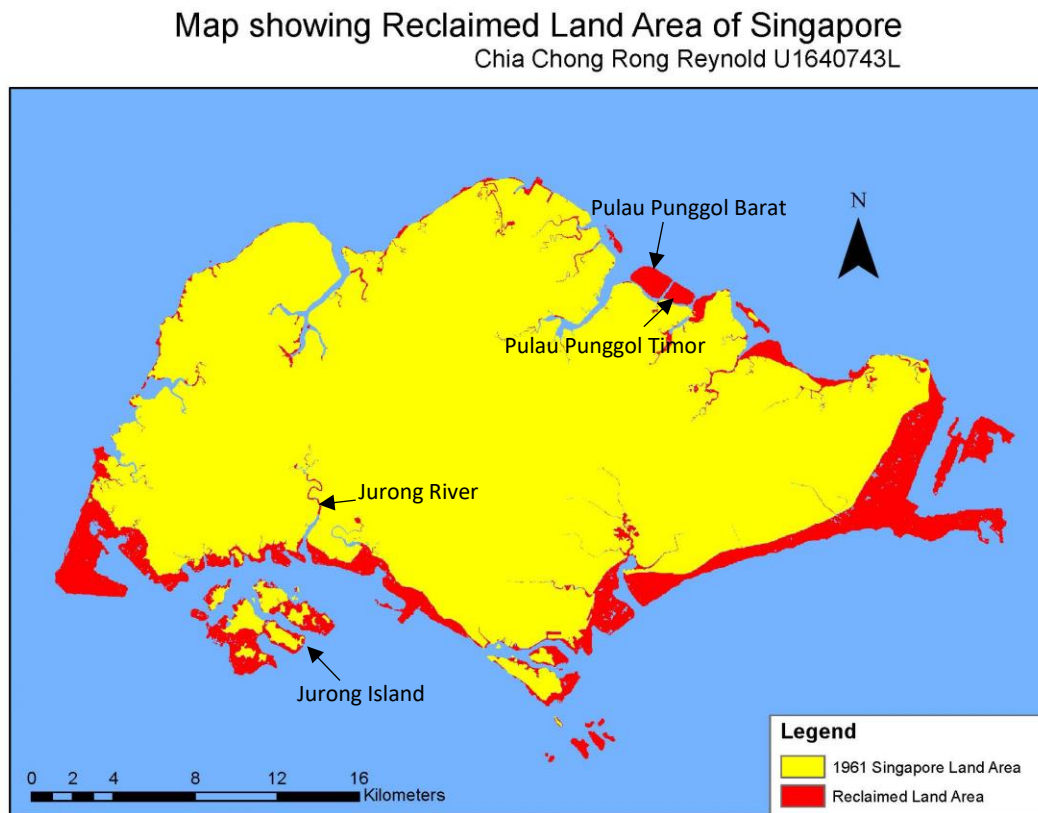 Map showing Reclaimed Land Area of Singapore
Chia Chong Rong Reynold U1640743L
N
Pulau Punggol Barat
Pulau Punggol Timor
Jurong River
Jurong Island
0 2 4 8 12 16
Kilometers
Legend
1961 Singapore Land Area
Reclaimed Land Area